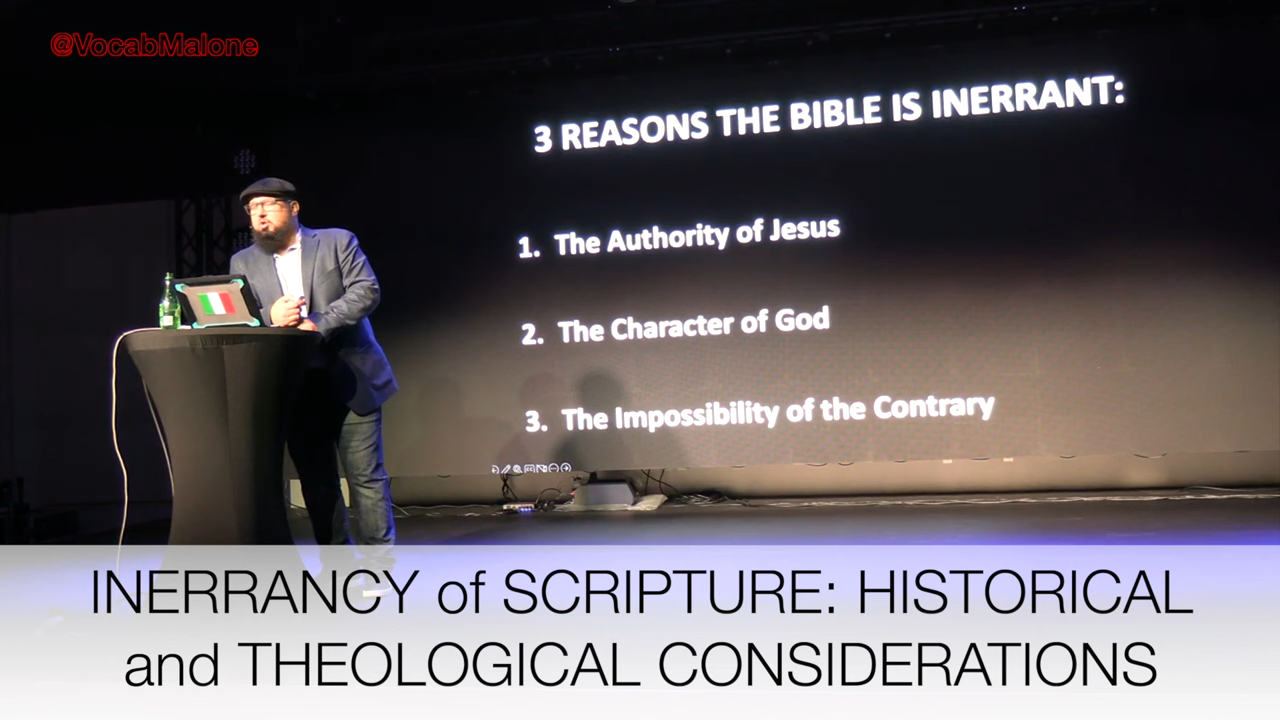 @VocabMalone
3 REASONS THE BIBLE IS INERRANT:
1. The Authority of Jesus
2. The Character of God
3. The Impossibility of the Contrary
INERRANCY of SCRIPTURE: HISTORICAL
and THEOLOGICAL CONSIDERATIONS